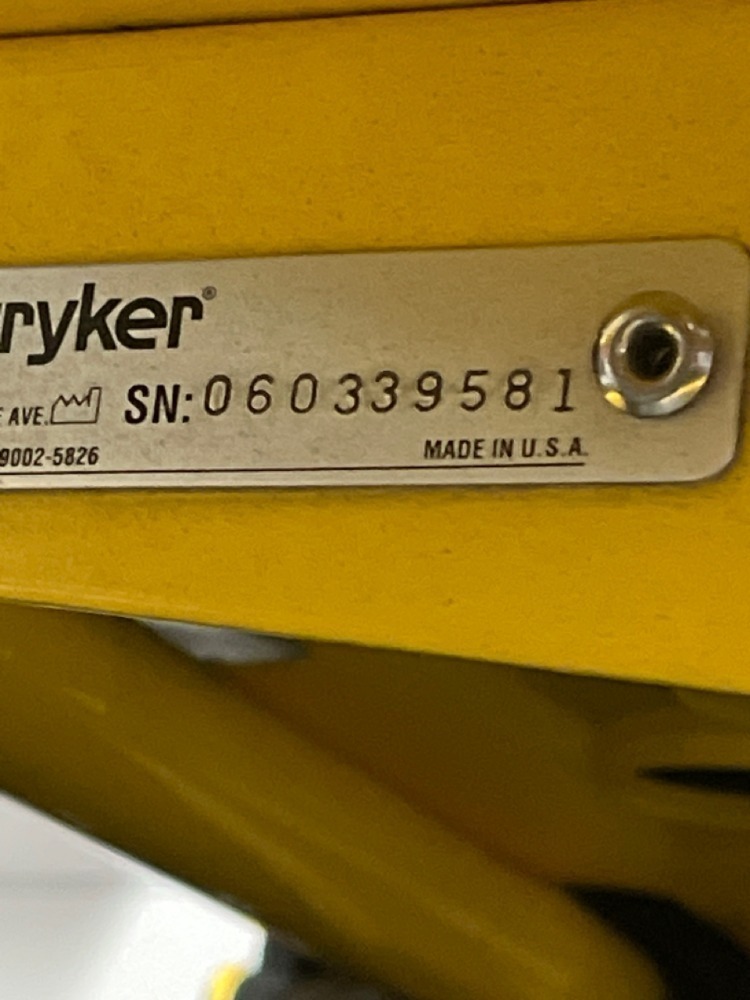 ryker®
AVE. SN: 060339581
9002-5826 MADE IN U.S.A.